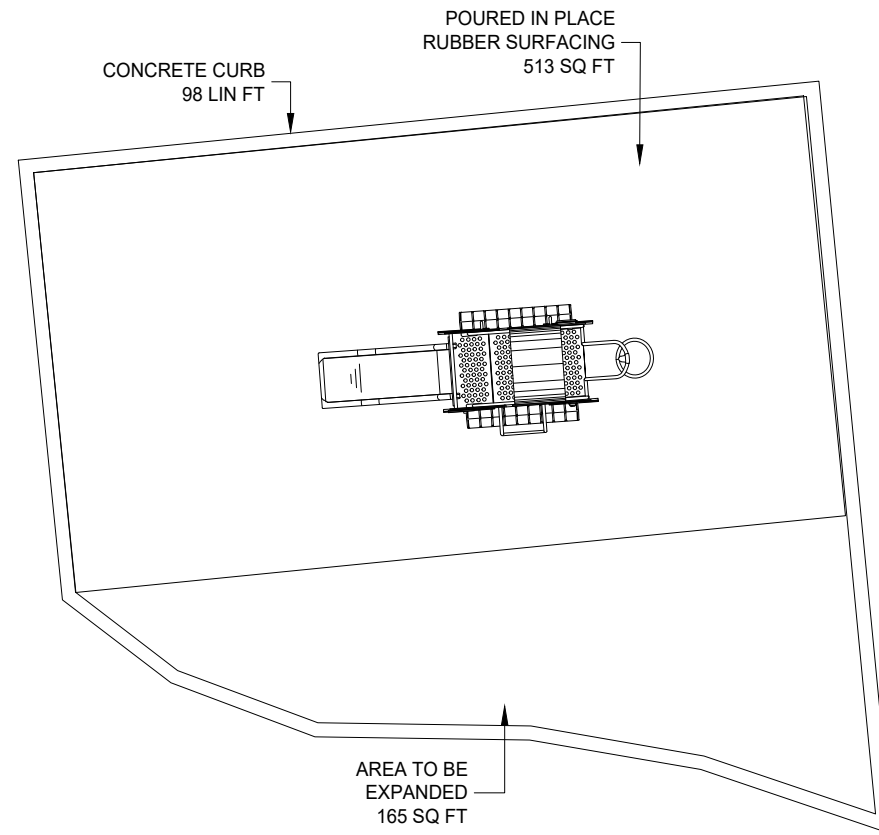 POURED IN PLACE
RUBBER SURFACING
513 SQ FT
CONCRETE CURB
98 LIN FT
AREA TO BE
EXPANDED
165 SQ FT